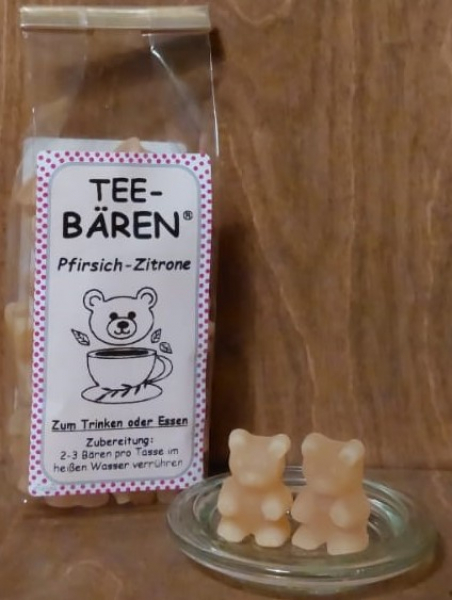 TEE-
BÄREN®
Pfirsich-Zitrone
Zum Trinken oder Essen
Zubereitung:
2-3 Bären pro Tasse im
heißen Wasser verrühren